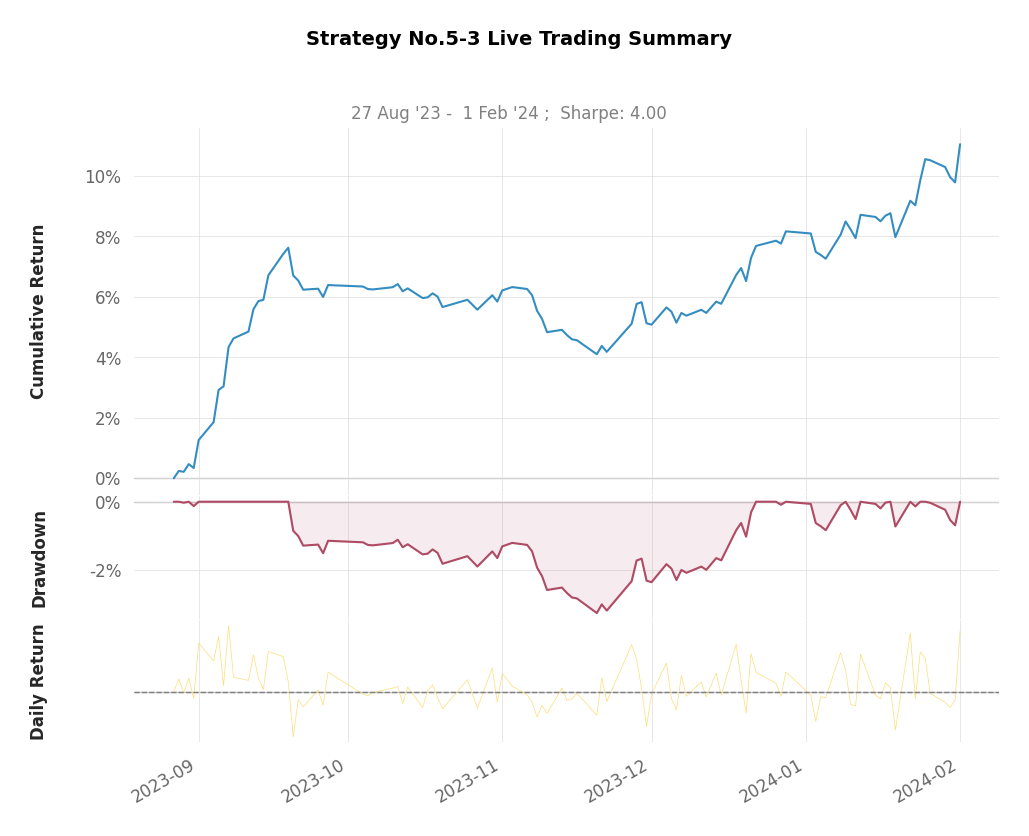 Strategy No.5-3 Live Trading Summary
27 Aug '23 -  1 Feb '24 ;  Sharpe: 4.00
Cumulative Return
10%
8%
6%
4%
2%
0%
Drawdown
0%
-2%
Daily Return
2023-09
2023-10
2023-11
2023-12
2024-01
2024-02